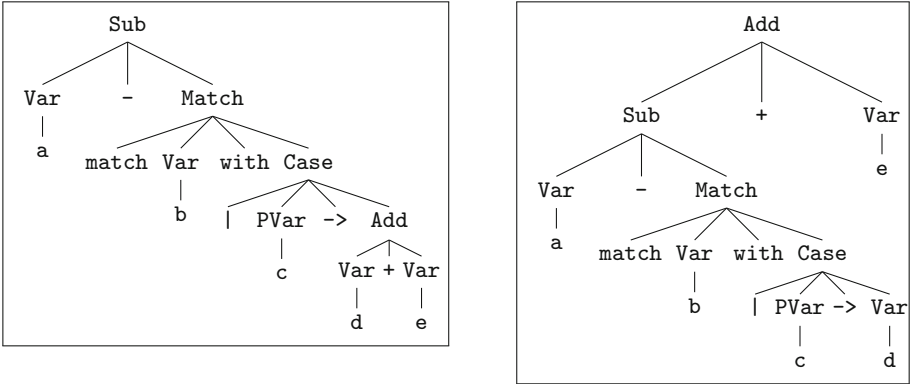 Sub
Var - Match
a
match Var with Case
b
| PVar -> Add
c
Var + Var
d e
Add
Sub + Var
e
Var - Match
a
match Var with Case
b
| PVar -> Var
c d